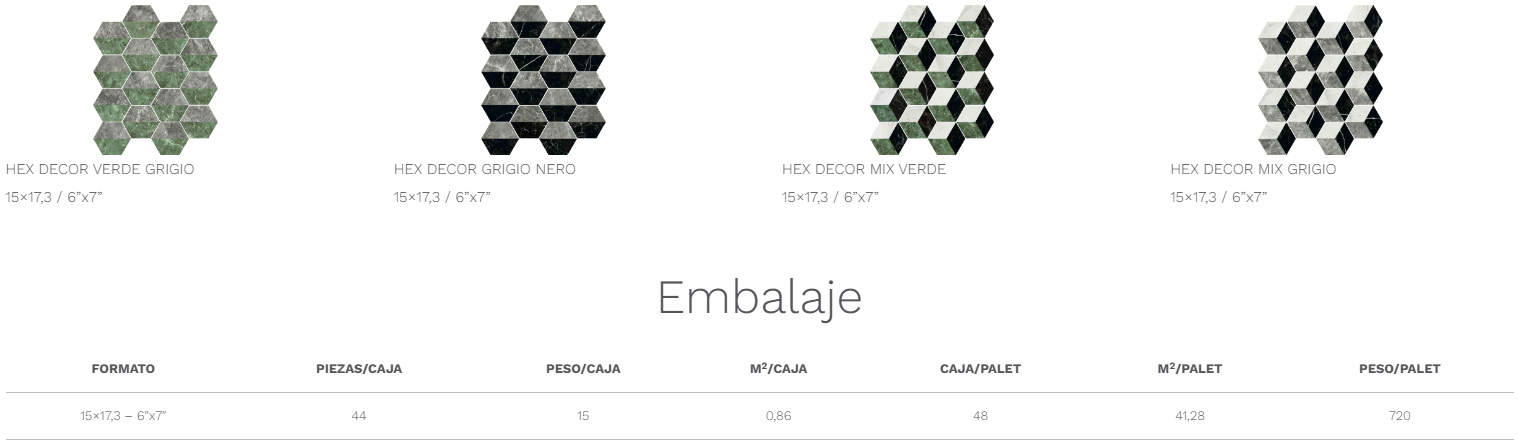 HEX DECOR VERDE GRIGIO
15×17,3 / 6”x7”
HEX DECOR GRIGIO NERO
15×17,3 / 6”x7”
HEX DECOR MIX VERDE
15×17,3 / 6”x7”
HEX DECOR MIX GRIGIO
15×17,3 / 6”x7”
Embalaje
FORMATO PIEZAS/CAJA PESO/CAJA M²/CAJA CAJA/PALET M²/PALET PESO/PALET
15×17,3 – 6″x7″ 44 15 0,86 48 41,28 720